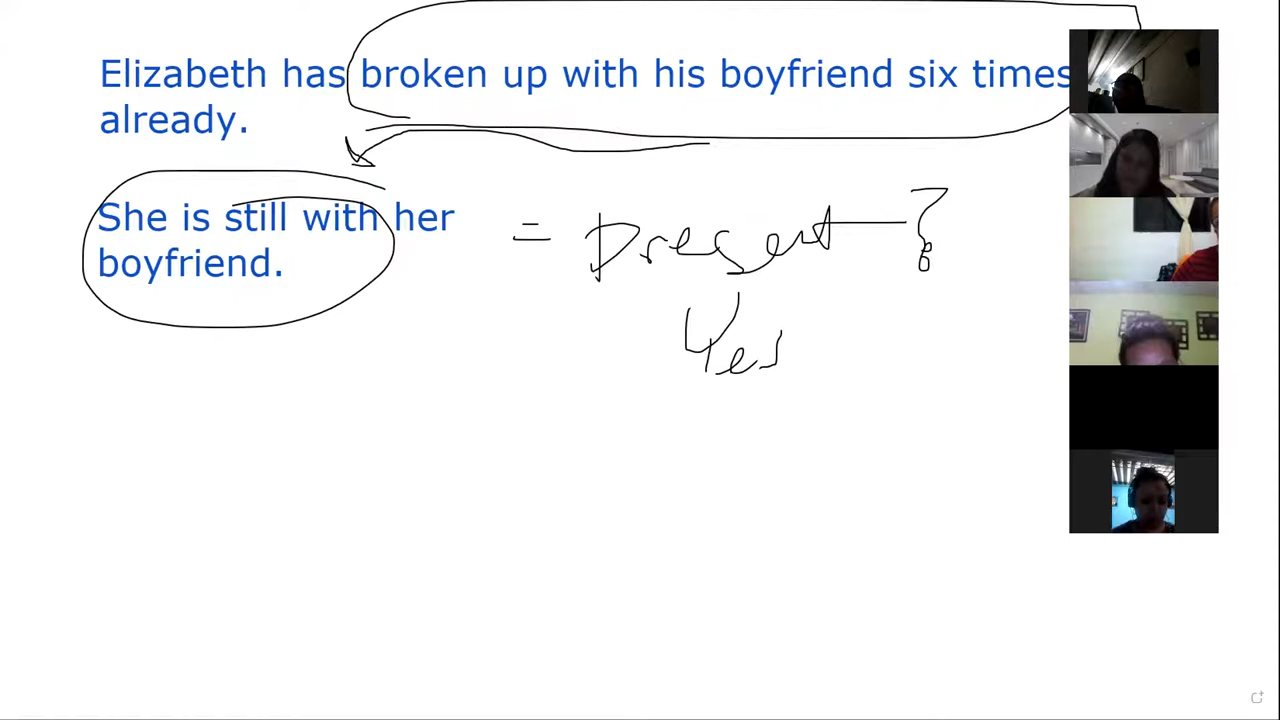 Elizabeth has broken up with his boyfriend six times
already.
She is still with her
boyfriend.
= Present — ?
Yes